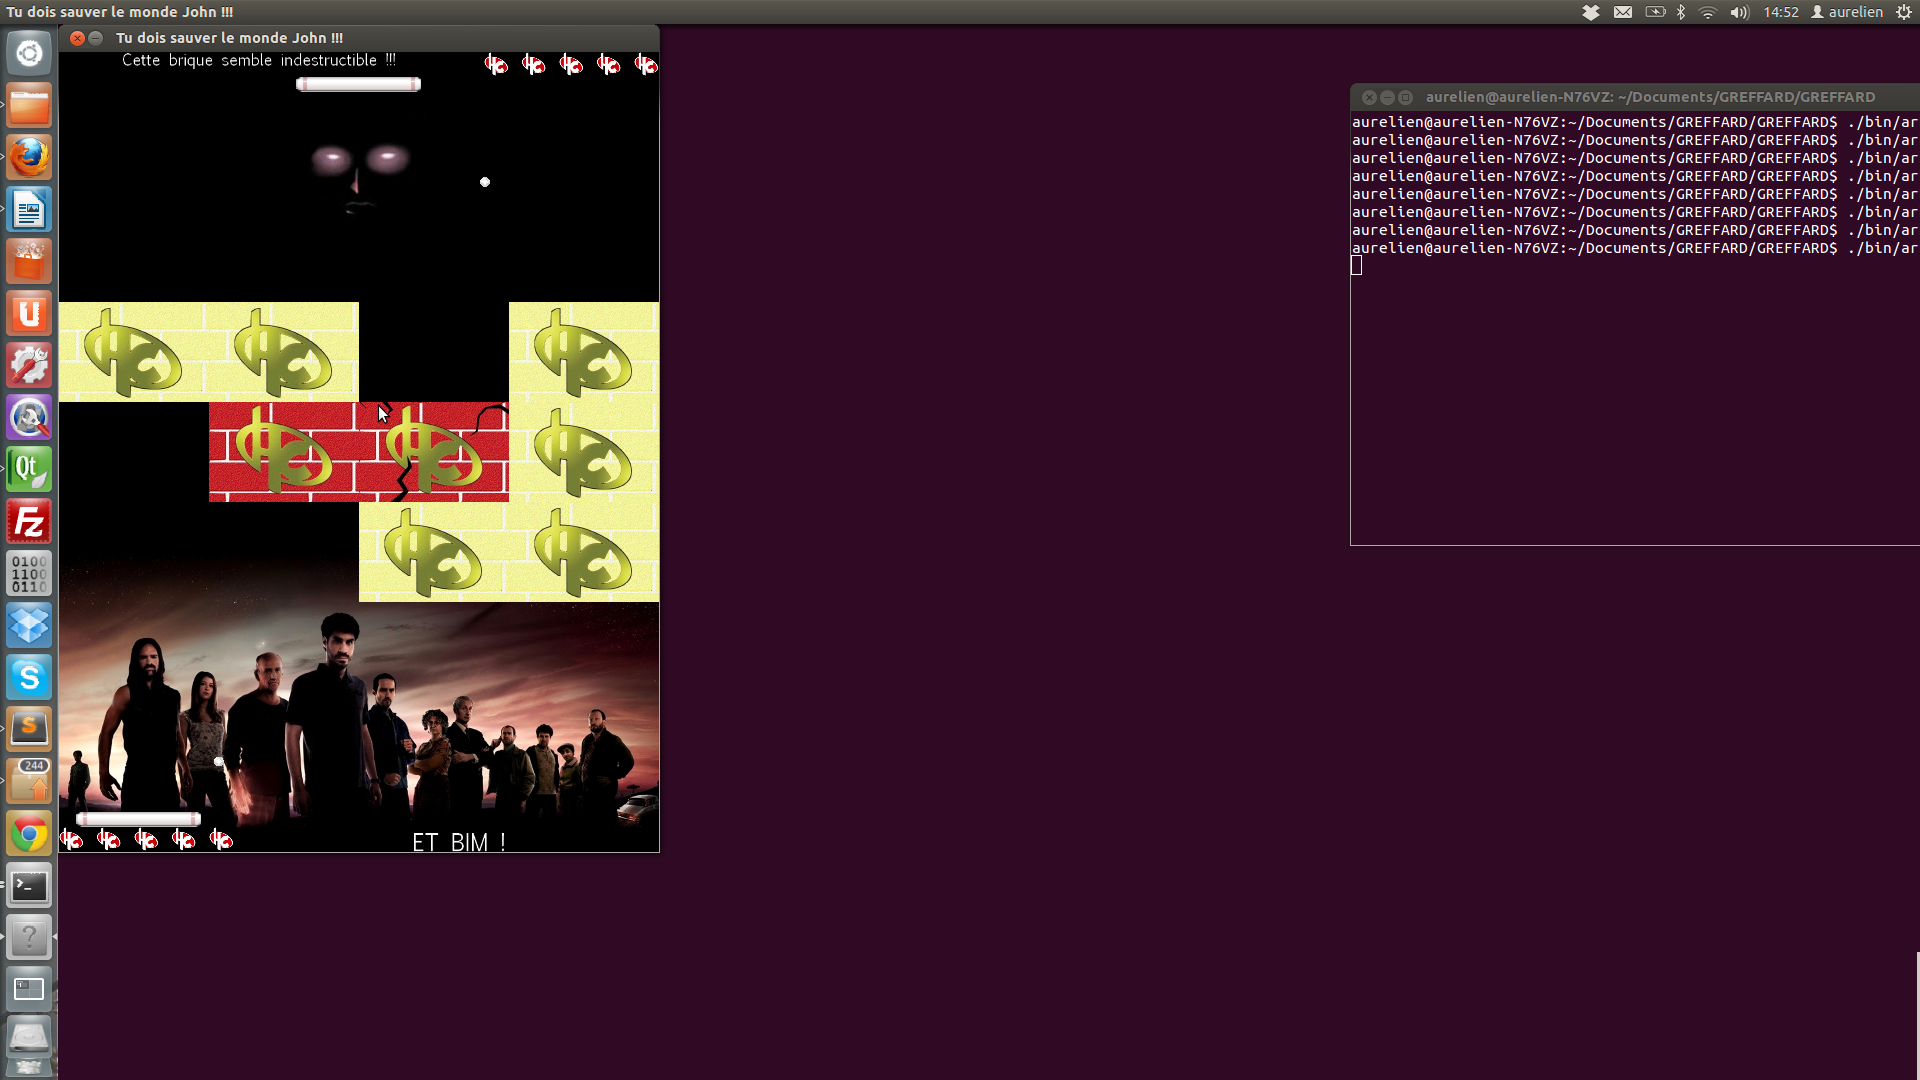 Tu dois sauver le monde John !!!
14:52
aurelien
Tu dois sauver le monde John !!!
Cette brique semble indestructible !!!
ET BIM !
aurelien@aurelien-N76VZ: ~/Documents/GREFFARD/GREFFARD
aurelien@aurelien-N76VZ:~/Documents/GREFFARD/GREFFARD$ ./bin/ar
aurelien@aurelien-N76VZ:~/Documents/GREFFARD/GREFFARD$ ./bin/ar
aurelien@aurelien-N76VZ:~/Documents/GREFFARD/GREFFARD$ ./bin/ar
aurelien@aurelien-N76VZ:~/Documents/GREFFARD/GREFFARD$ ./bin/ar
aurelien@aurelien-N76VZ:~/Documents/GREFFARD/GREFFARD$ ./bin/ar
aurelien@aurelien-N76VZ:~/Documents/GREFFARD/GREFFARD$ ./bin/ar
aurelien@aurelien-N76VZ:~/Documents/GREFFARD/GREFFARD$ ./bin/ar
aurelien@aurelien-N76VZ:~/Documents/GREFFARD/GREFFARD$ ./bin/ar
U
Qt
Fz
0100
1100
0110
S
S
244
>_
?